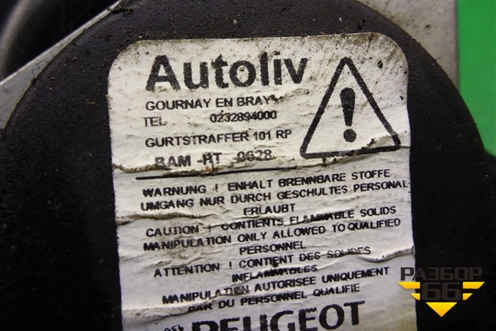 Autoliv
GOURNAY EN BRAY
TEL 0232894000
GURTSTRAFFER 101 RP
BAM -RT -0628
WARNUNG ! ENHALT BRENNBARE STOFFE
UMGANG NUR DURCH GESCHULTES PERSONAL
ERLAUBT
CAUTION ! CONTIENTS FLAMMABLE SOLIDS
MANIPULATION ONLY ALLOWED TO QUALIFIED
PERSONNEL
ATTENTION ! CONTIENT DES SOLIDES
INFLAMMABLES
MANIPULATION AUTORISEE UNIQUEMENT
PAR DU PERSONNEL QUALIFIE
PEUGEOT
РАЗБОР
66